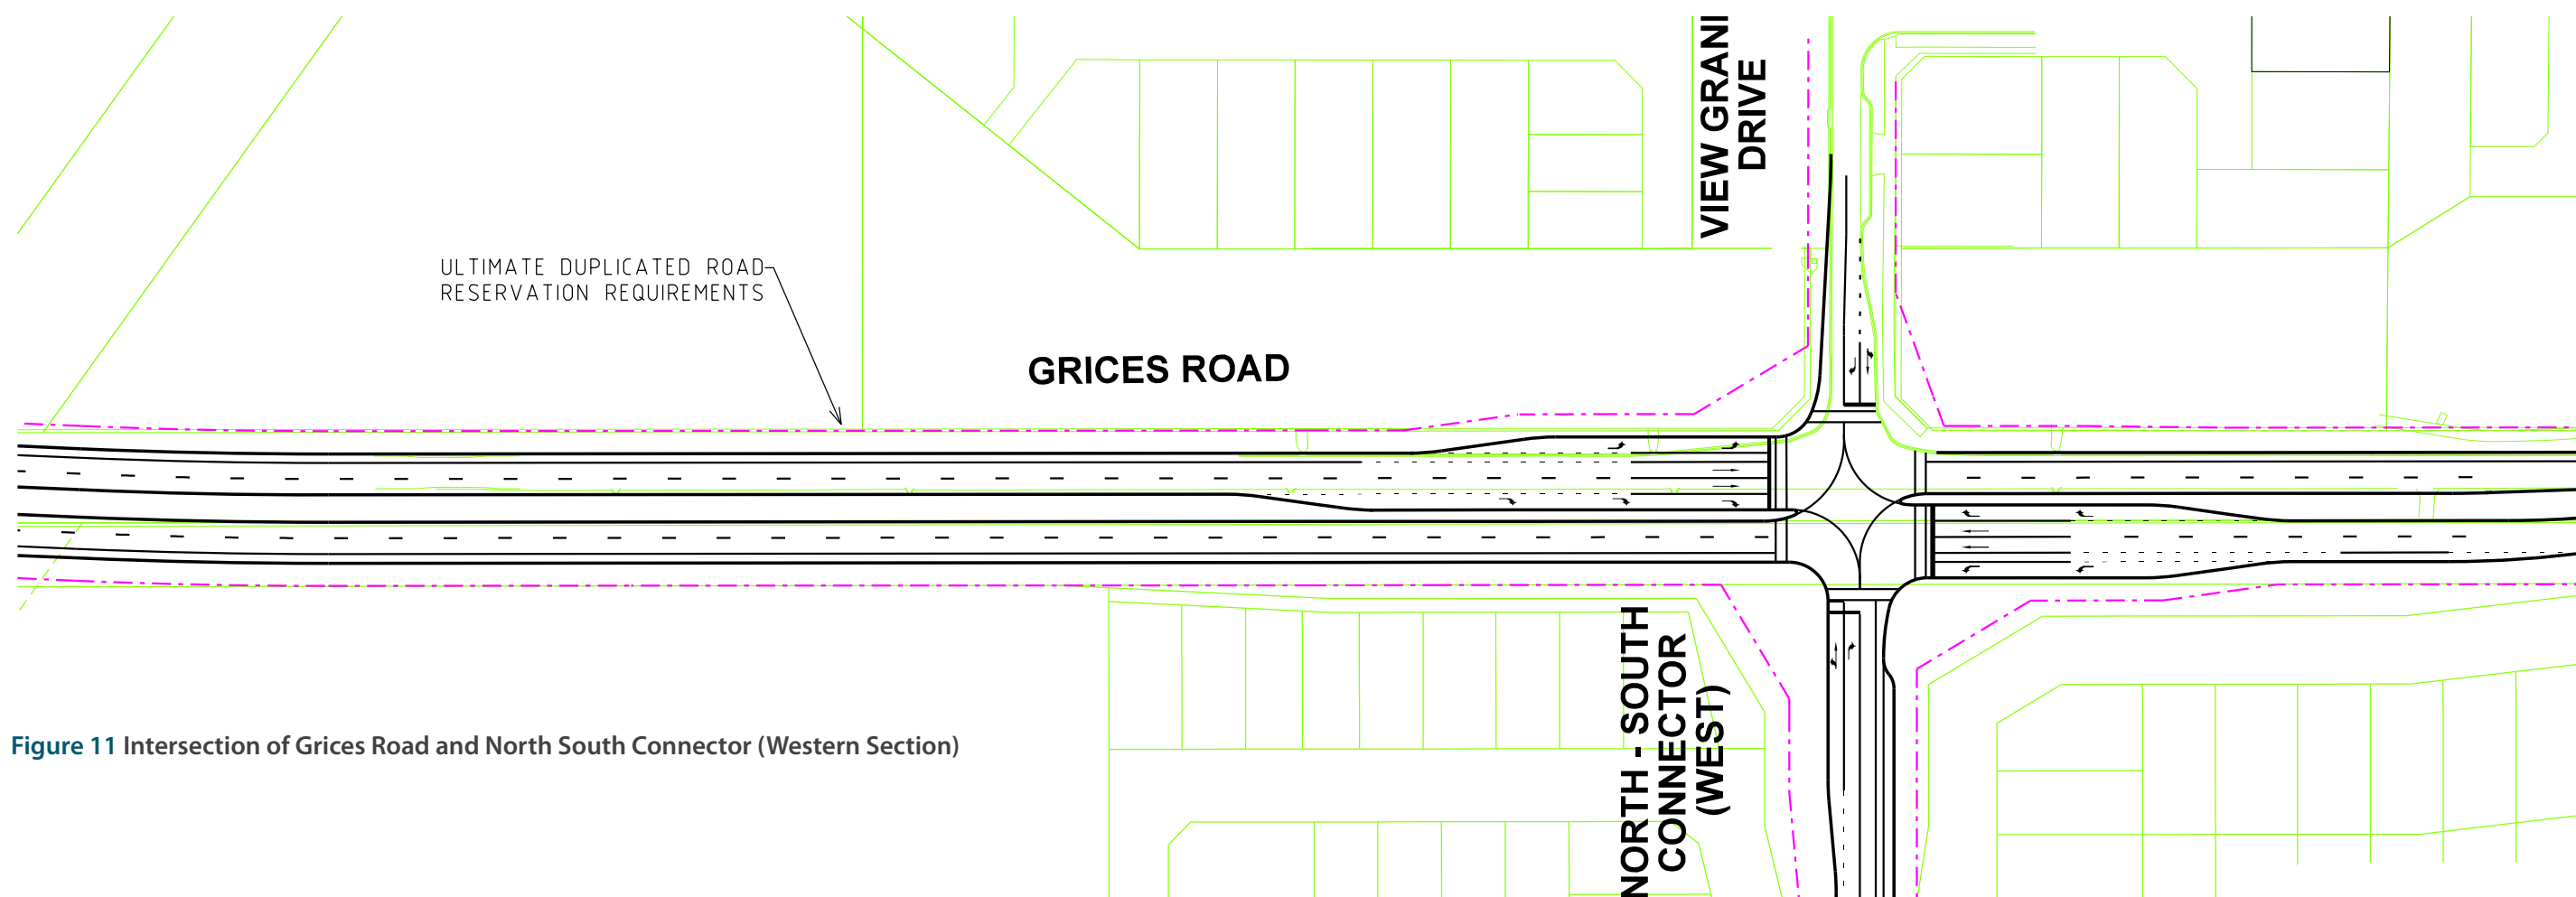 VIEW GRAND
DRIVE
ULTIMATE DUPLICATED ROAD
RESERVATION REQUIREMENTS
GRICES ROAD
NORTH - SOUTH
CONNECTOR
(WEST)
Figure 11 Intersection of Grices Road and North South Connector (Western Section)